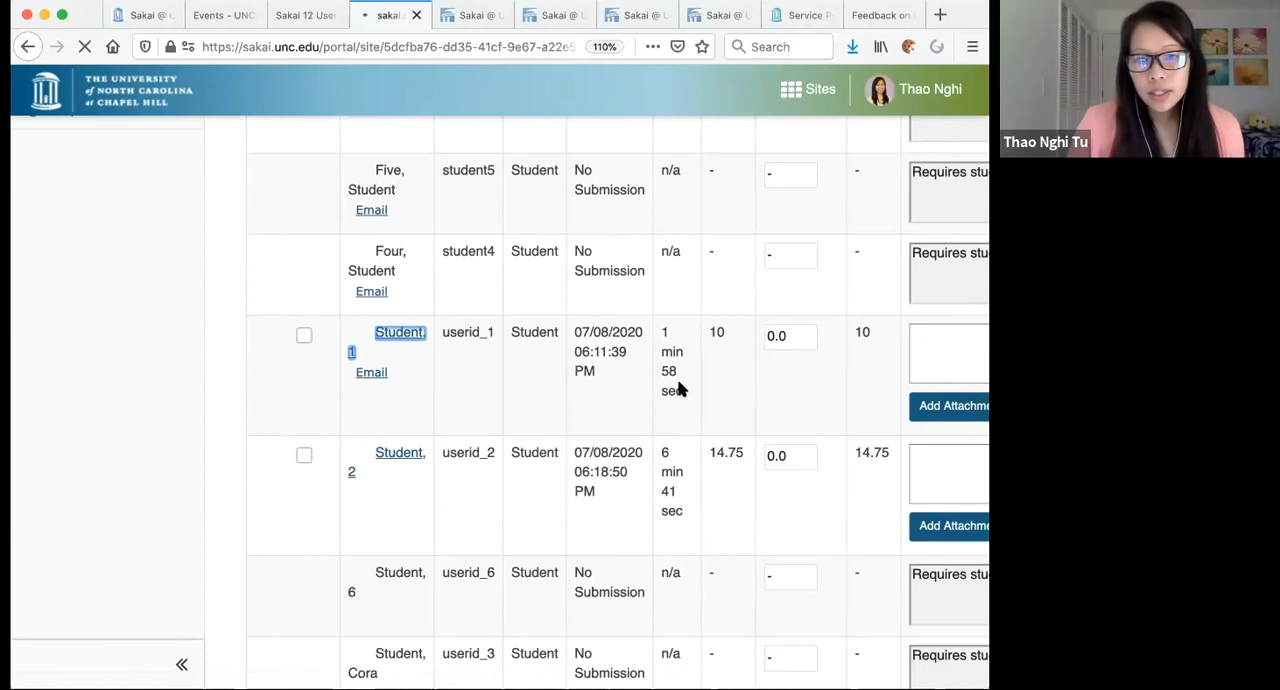 Sakai @ U
Events - UNC
Sakai 12 User
sakai.
Sakai @ U
Sakai @ U
Sakai @ U
Sakai @ U
Service P
Feedback on
https://sakai.unc.edu/portal/site/5dcfba76-dd35-41cf-9e67-a22e5
110%
Search
THE UNIVERSITY
of NORTH CAROLINA
at CHAPEL HILL
Sites
Thao Nghi
Thao Nghi Tu
Five, student5 Student No n/a - - - Requires stu
Student Submission
Email
Four, student4 Student No n/a - - - Requires stu
Student Submission
Email
Student, userid_1 Student 07/08/2020 1 10 0.0 10
1 06:11:39 min
Email PM 58
sec
Add Attachme
Student, userid_2 Student 07/08/2020 6 14.75 0.0 14.75
2 06:18:50 min
PM 41
sec
Add Attachme
Student, userid_6 Student No n/a - - - Requires stu
6 Submission
Student, userid_3 Student No n/a - - - Requires stu
Cora Submission